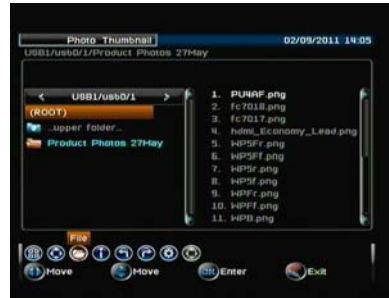 Photo Thumbnail 02/09/2011 14:05
USB1/usb0/1/Product Photos 27May
< USB1/usb0/1 >
(ROOT)
..upper folder..
Product Photos 27May
1. PU4AF.png
2. fc7018.png
3. fc7017.png
4. hdmi_Economy_Lead.png
5. WP5Fr.png
6. WP5Ff.png
7. WP5r.png
8. WP5f.png
9. WPFr.png
10. WPFf.png
11. WPB.png
File
Move Move OK Enter Exit